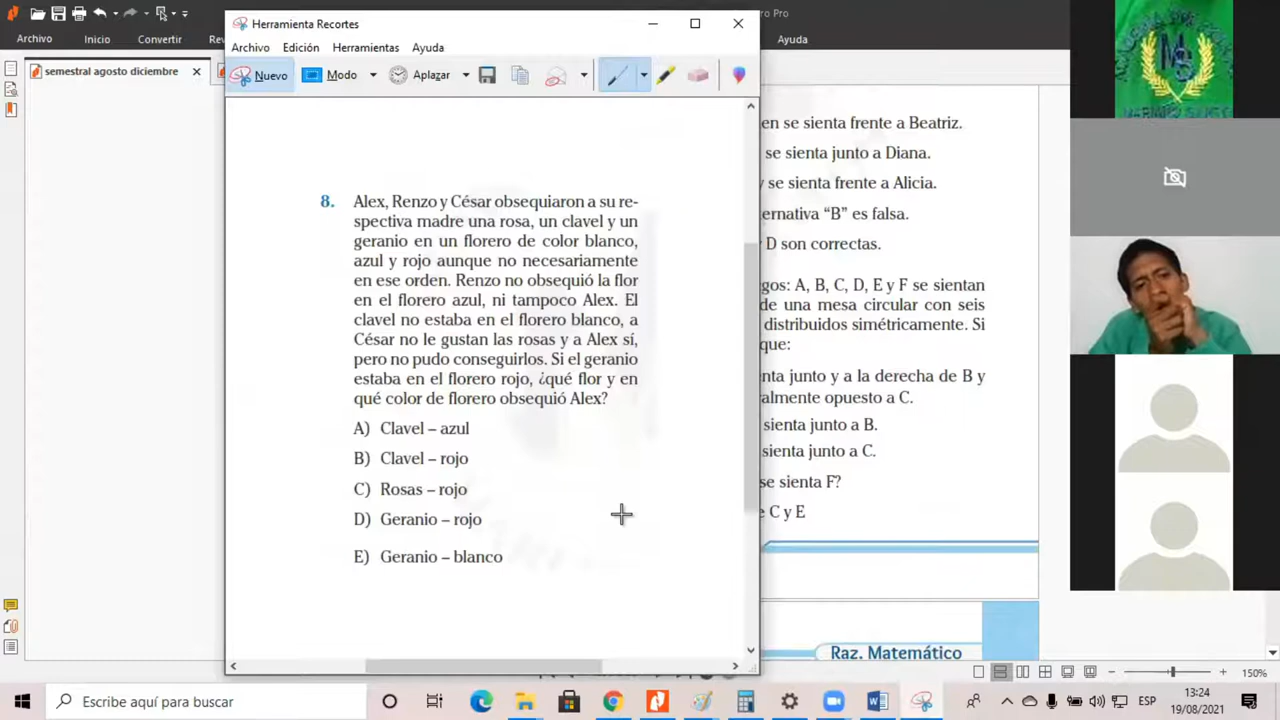 Herramienta Recortes
ro Pro
Archivo Inicio Convertir Rev
Ayuda
Archivo Edición Herramientas Ayuda
semestral agosto diciembre
Nuevo Modo Aplazar
8. Alex, Renzo y César obsequiaron a su re-
spectiva madre una rosa, un clavel y un
geranio en un florero de color blanco,
azul y rojo aunque no necesariamente
en ese orden. Renzo no obsequió la flor
en el florero azul, ni tampoco Alex. El
clavel no estaba en el florero blanco, a
César no le gustan las rosas y a Alex sí,
pero no pudo conseguirlos. Si el geranio
estaba en el florero rojo, ¿qué flor y en
qué color de florero obsequió Alex?
A) Clavel – azul
B) Clavel – rojo
C) Rosas – rojo
D) Geranio – rojo
E) Geranio – blanco
en se sienta frente a Beatriz.
se sienta junto a Diana.
y se sienta frente a Alicia.
ernativa “B” es falsa.
D son correctas.
gos: A, B, C, D, E y F se sientan
de una mesa circular con seis
distribuidos simétricamente. Si
que:
nta junto y a la derecha de B y
ralmente opuesto a C.
sienta junto a B.
sienta junto a C.
se sienta F?
e C y E
Raz. Matemático
150%
Escribe aquí para buscar
ESP
13:24
19/08/2021